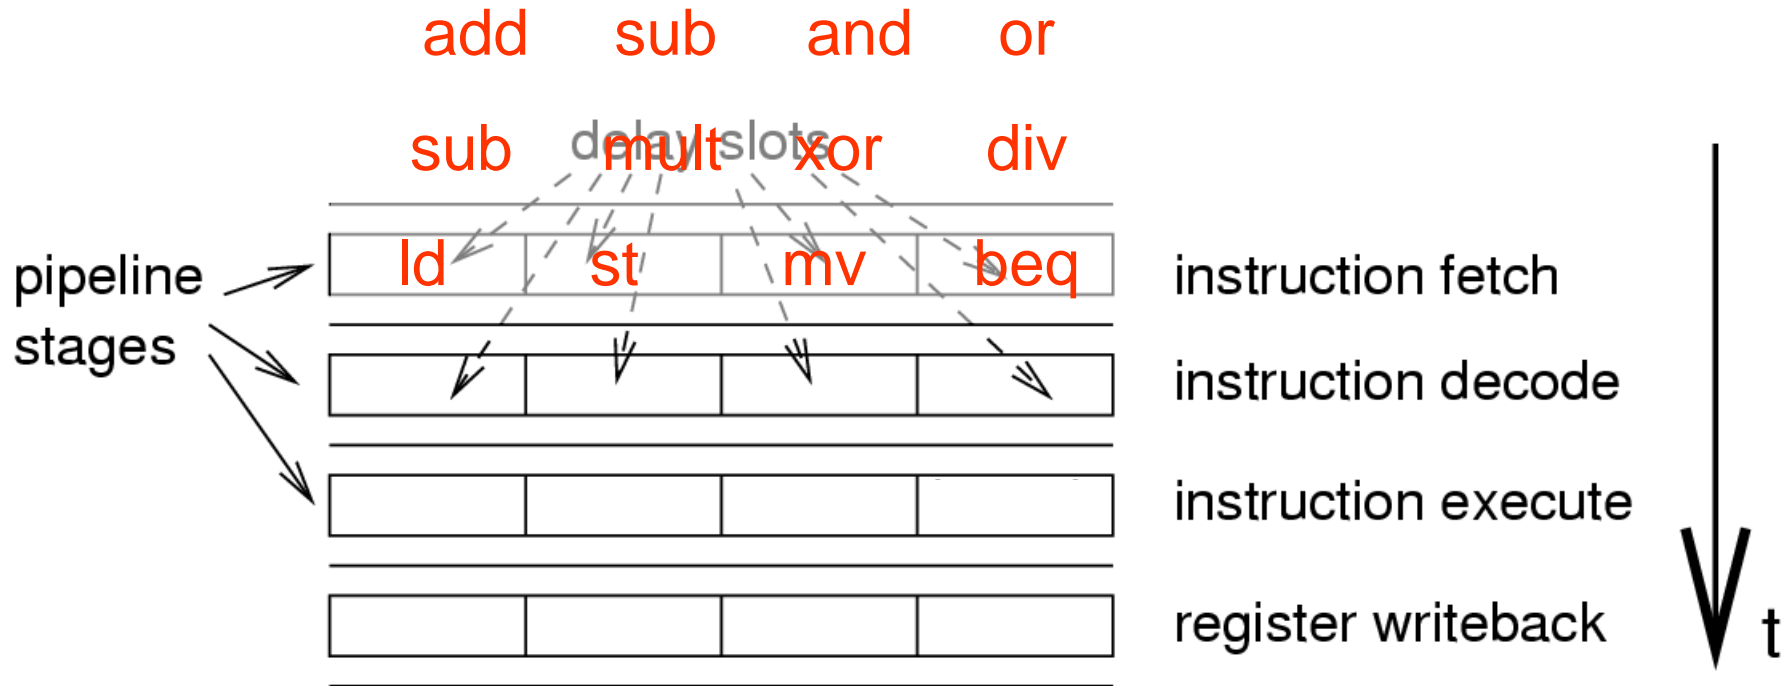 add sub and or
delay slots
sub mult xor div
pipeline
stages
ld st mv beq
instruction fetch
instruction decode
instruction execute
register writeback
t